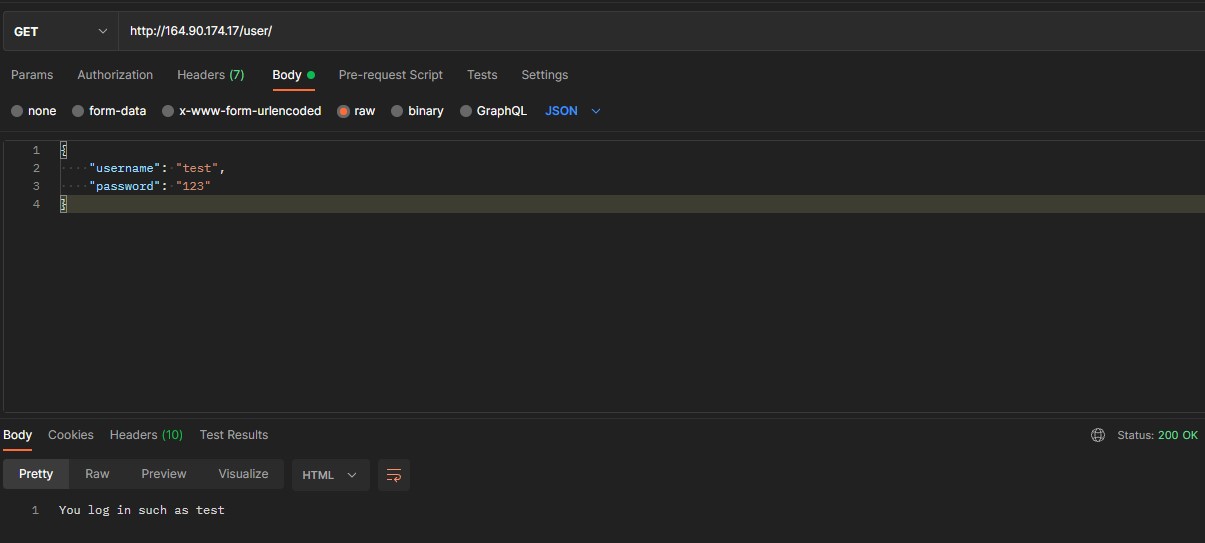 GET http://164.90.174.17/user/
Params Authorization Headers (7) Body Pre-request Script Tests Settings
none form-data x-www-form-urlencoded raw binary GraphQL JSON
1 {
2 "username": "test",
3 "password": "123"
4 }
Body Cookies Headers (10) Test Results Status: 200 OK
Pretty Raw Preview Visualize HTML
1 You log in such as test